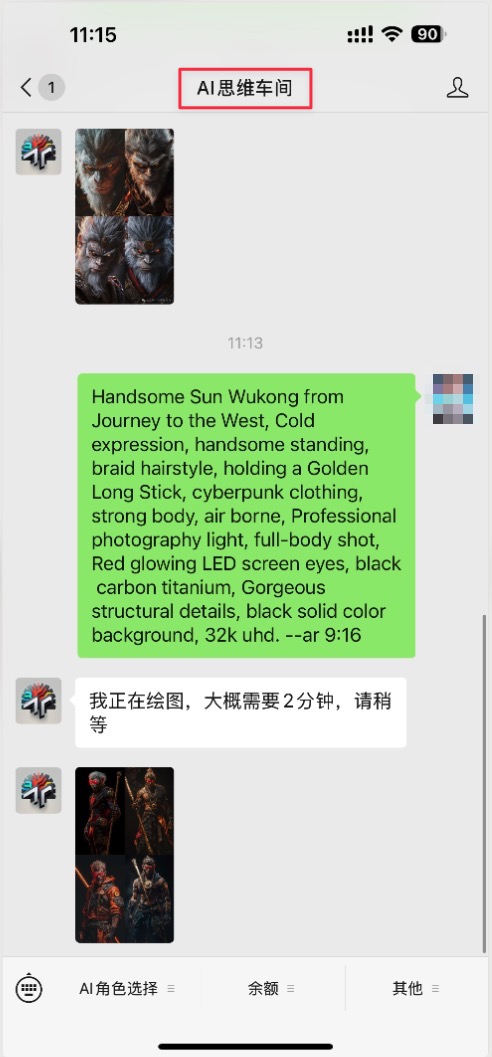 11:15
90
1
AI思维车间
11:13
Handsome Sun Wukong from
Journey to the West, Cold
expression, handsome standing,
braid hairstyle, holding a Golden
Long Stick, cyberpunk clothing,
strong body, air borne, Professional
photography light, full-body shot,
Red glowing LED screen eyes, black
carbon titanium, Gorgeous
structural details, black solid color
background, 32k uhd. --ar 9:16
我正在绘图，大概需要2分钟，请稍
等
AI角色选择
余额
其他